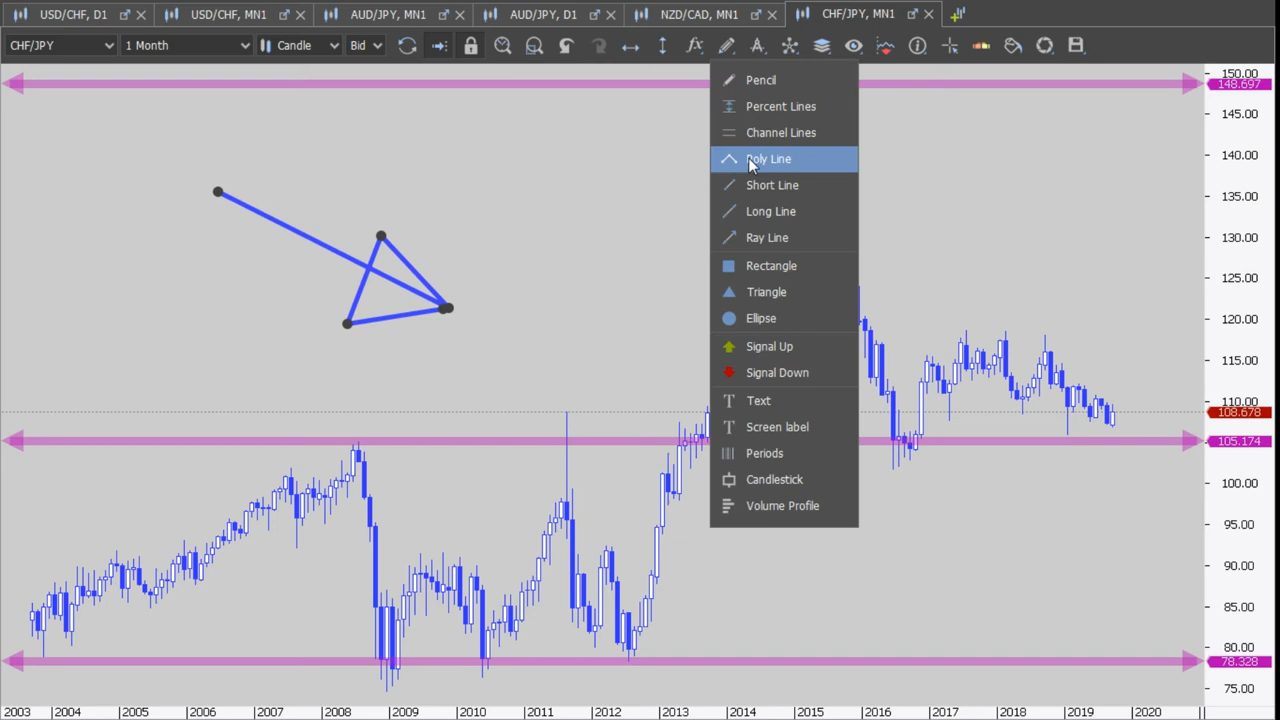 USD/CHF, D1
USD/CHF, MN1
AUD/JPY, MN1
AUD/JPY, D1
NZD/CAD, MN1
CHF/JPY, MN1
CHF/JPY
1 Month
Candle
Bid
fx
Pencil
Percent Lines
Channel Lines
Poly Line
Short Line
Long Line
Ray Line
Rectangle
Triangle
Ellipse
Signal Up
Signal Down
Text
Screen label
Periods
Candlestick
Volume Profile
150.00
148.697
145.00
140.00
135.00
130.00
125.00
120.00
115.00
110.00
108.678
105.174
100.00
95.00
90.00
85.00
80.00
78.328
75.00
2003 2004 2005 2006 2007 2008 2009 2010 2011 2012 2013 2014 2015 2016 2017 2018 2019 2020